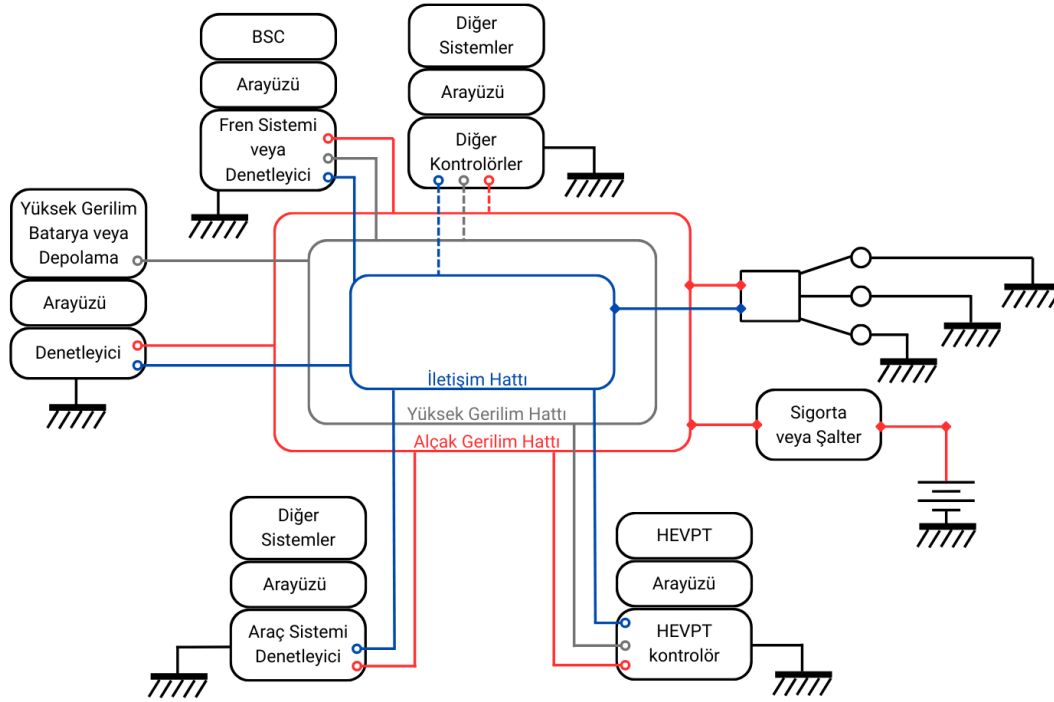 BSC
Arayüzü
Fren Sistemi
veya
Denetleyici
Diğer
Sistemler
Arayüzü
Diğer
Kontrolörler
Yüksek Gerilim
Batarya veya
Depolama
Arayüzü
Denetleyici
İletişim Hattı
Yüksek Gerilim Hattı
Alçak Gerilim Hattı
Sigorta
veya Şalter
Diğer
Sistemler
Arayüzü
Araç Sistemi
Denetleyici
HEVPT
Arayüzü
HEVPT
kontrolör